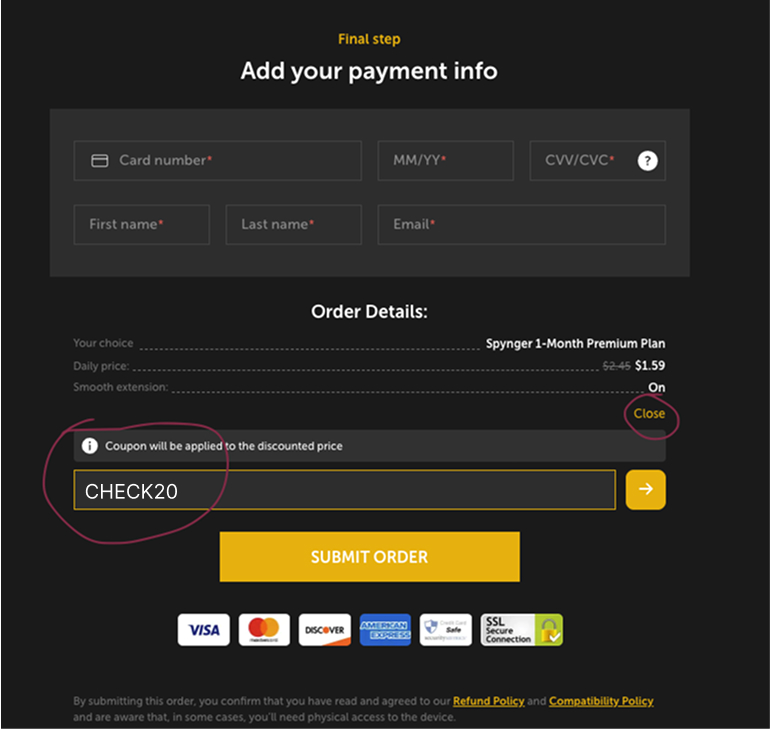 Final step
Add your payment info
Card number* MM/YY* CVV/CVC* ?
First name* Last name* Email*
Order Details:
Your choice Spynger 1-Month Premium Plan
Daily price: $2.45 $1.59
Smooth extension: On
Close
i Coupon will be applied to the discounted price
CHECK20
SUBMIT ORDER
VISA DISCOVER AMERICAN EXPRESS Credit Card Safe SSL Secure Connection
By submitting this order, you confirm that you have read and agreed to our Refund Policy and Compatibility Policy
and are aware that, in some cases, you'll need physical access to the device.